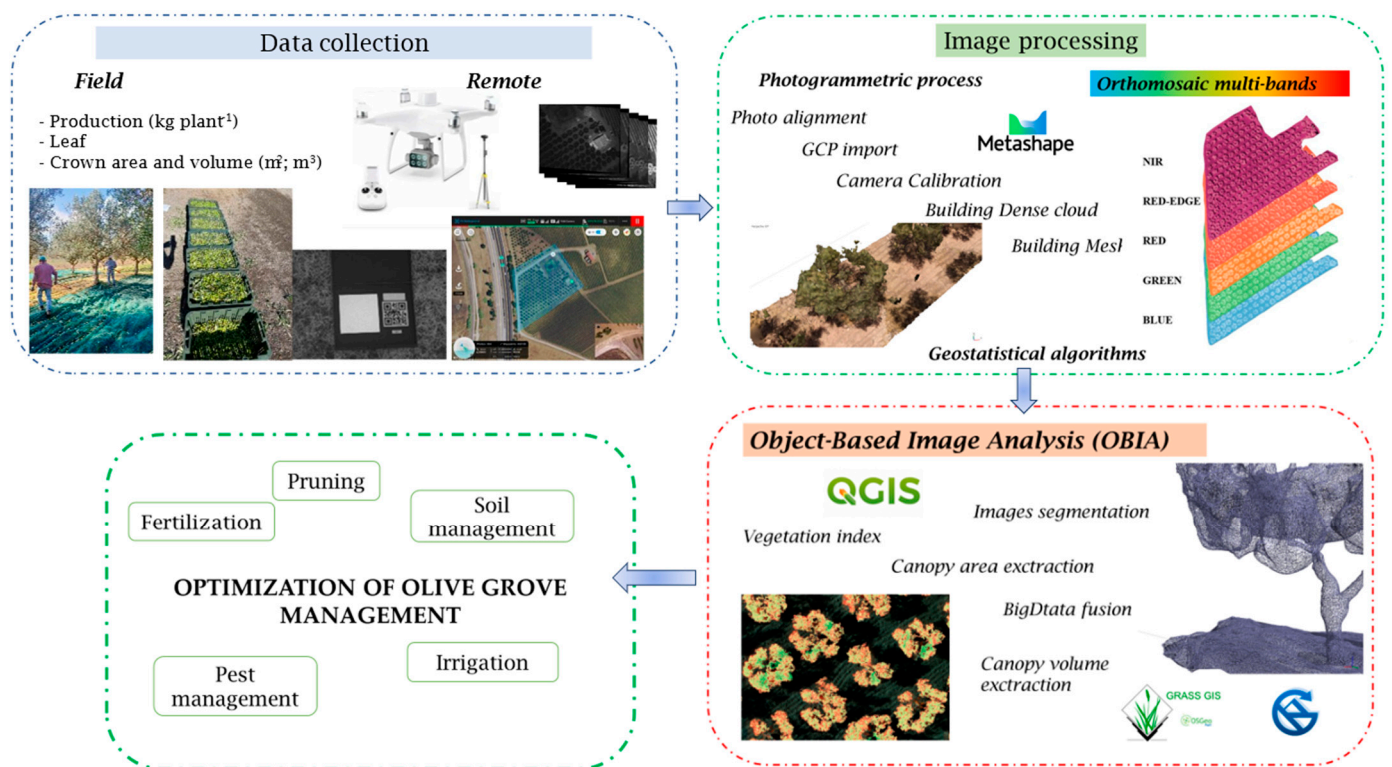 Data collection
Field
Remote
- Production (kg plant⁻¹)
- Leaf
- Crown area and volume (m²; m³)
Image processing
Photogrammetric process
Orthomosaic multi-bands
Photo alignment
GCP import
Metashape
Camera Calibration
Building Dense cloud
Building Mesh
NIR
RED-EDGE
RED
GREEN
BLUE
Geostatistical algorithms
Object-Based Image Analysis (OBIA)
QGIS
Images segmentation
Vegetation index
Canopy area exctraction
BigDtata fusion
Canopy volume
exctraction
GRASS GIS
OSGeo
Pruning
Fertilization
Soil
management
OPTIMIZATION OF OLIVE GROVE
MANAGEMENT
Pest
management
Irrigation